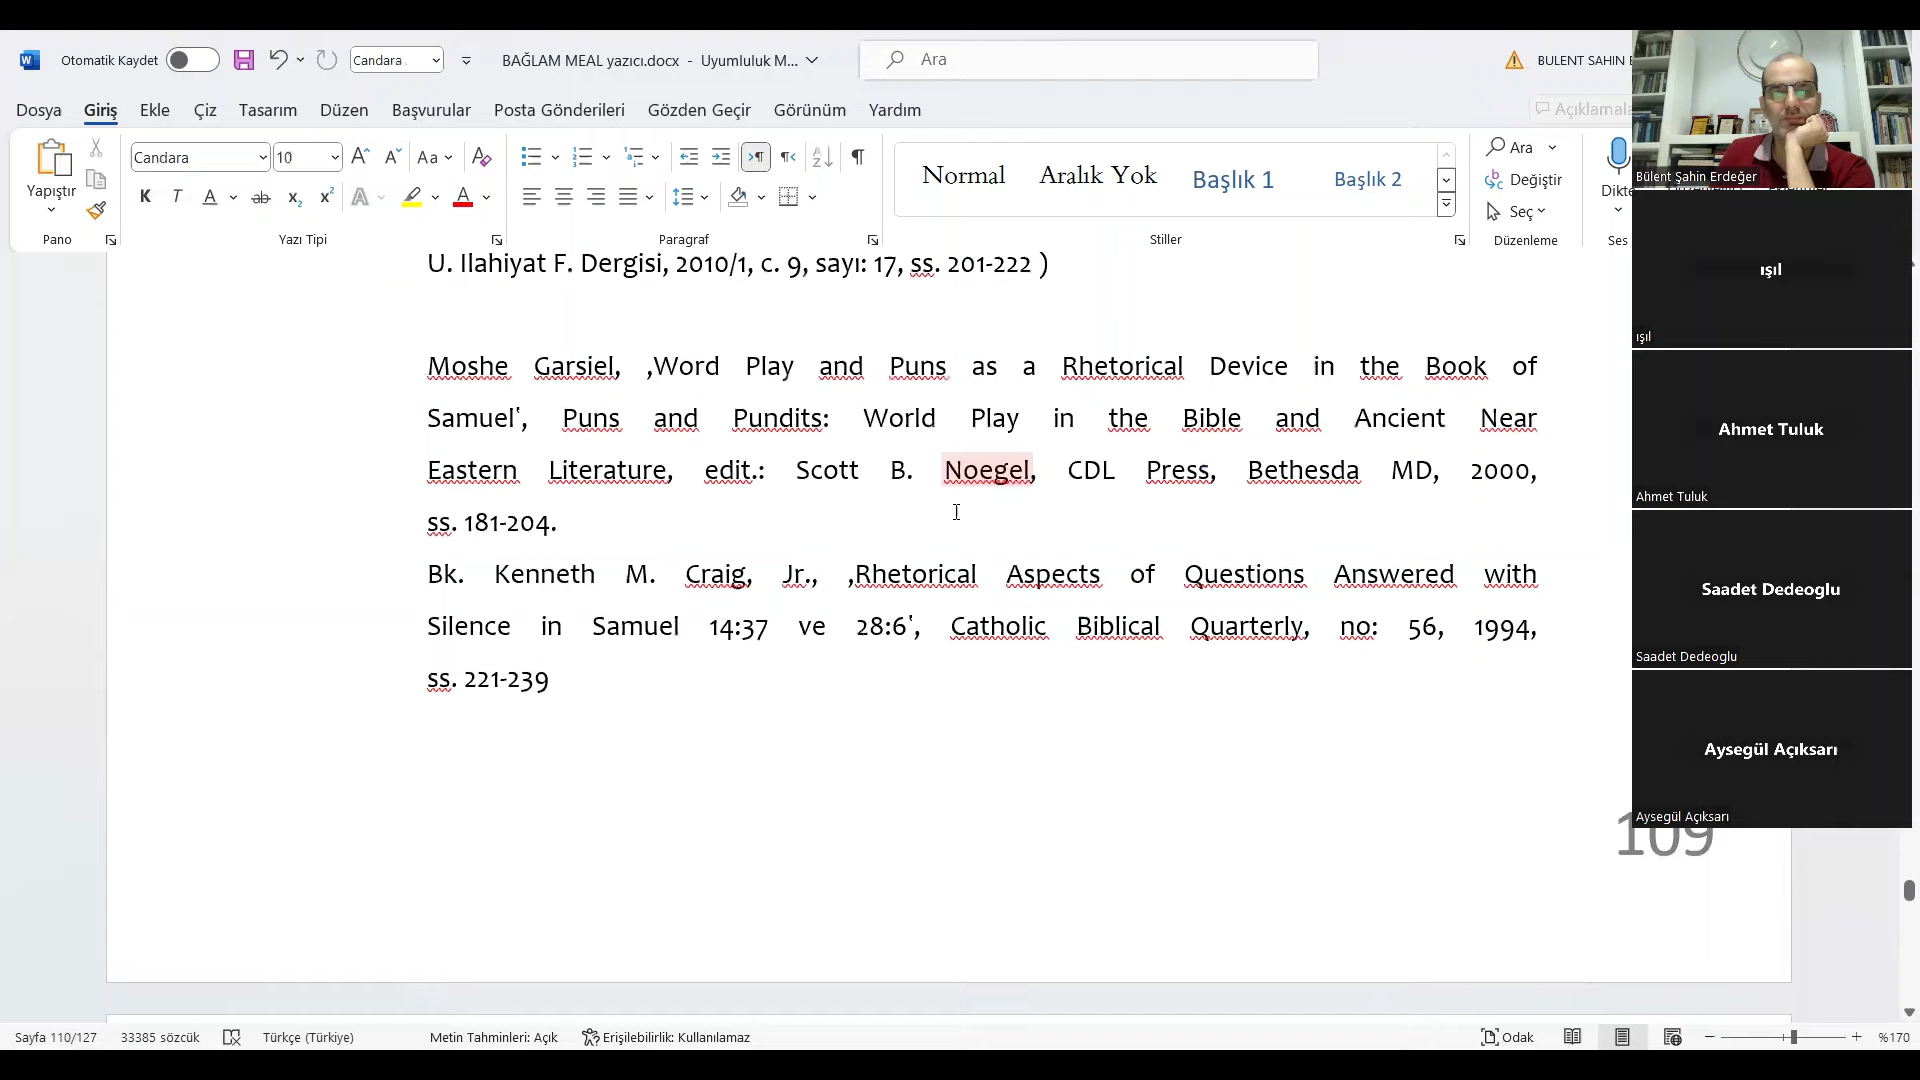 Otomatik Kaydet
Candara
BAĞLAM MEAL yazıcı.docx - Uyumluluk M...
Ara
BULENT SAHIN E
Dosya
Giriş
Ekle
Çiz
Tasarım
Düzen
Başvurular
Posta Gönderileri
Gözden Geçir
Görünüm
Yardım
Açıklamala
Yapıştır
Pano
Candara
10
Yazı Tipi
Paragraf
Normal
Aralık Yok
Başlık 1
Başlık 2
Stiller
Ara
Değiştir
Seç
Düzenleme
Dikte
Ses
U. Ilahiyat F. Dergisi, 2010/1, c. 9, sayı: 17, ss. 201-222 )
Moshe Garsiel, ‚Word Play and Puns as a Rhetorical Device in the Book of
Samuel‛, Puns and Pundits: World Play in the Bible and Ancient Near
Eastern Literature, edit.: Scott B. Noegel, CDL Press, Bethesda MD, 2000,
ss. 181-204.
Bk. Kenneth M. Craig, Jr., ‚Rhetorical Aspects of Questions Answered with
Silence in Samuel 14:37 ve 28:6‛, Catholic Biblical Quarterly, no: 56, 1994,
ss. 221-239
109
Bülent Şahin Erdeğer
ışıl
ışıl
Ahmet Tuluk
Ahmet Tuluk
Saadet Dedeoglu
Saadet Dedeoglu
Aysegül Açıksarı
Aysegül Açıksarı
Sayfa 110/127
33385 sözcük
Türkçe (Türkiye)
Metin Tahminleri: Açık
Erişilebilirlik: Kullanılamaz
Odak
%170